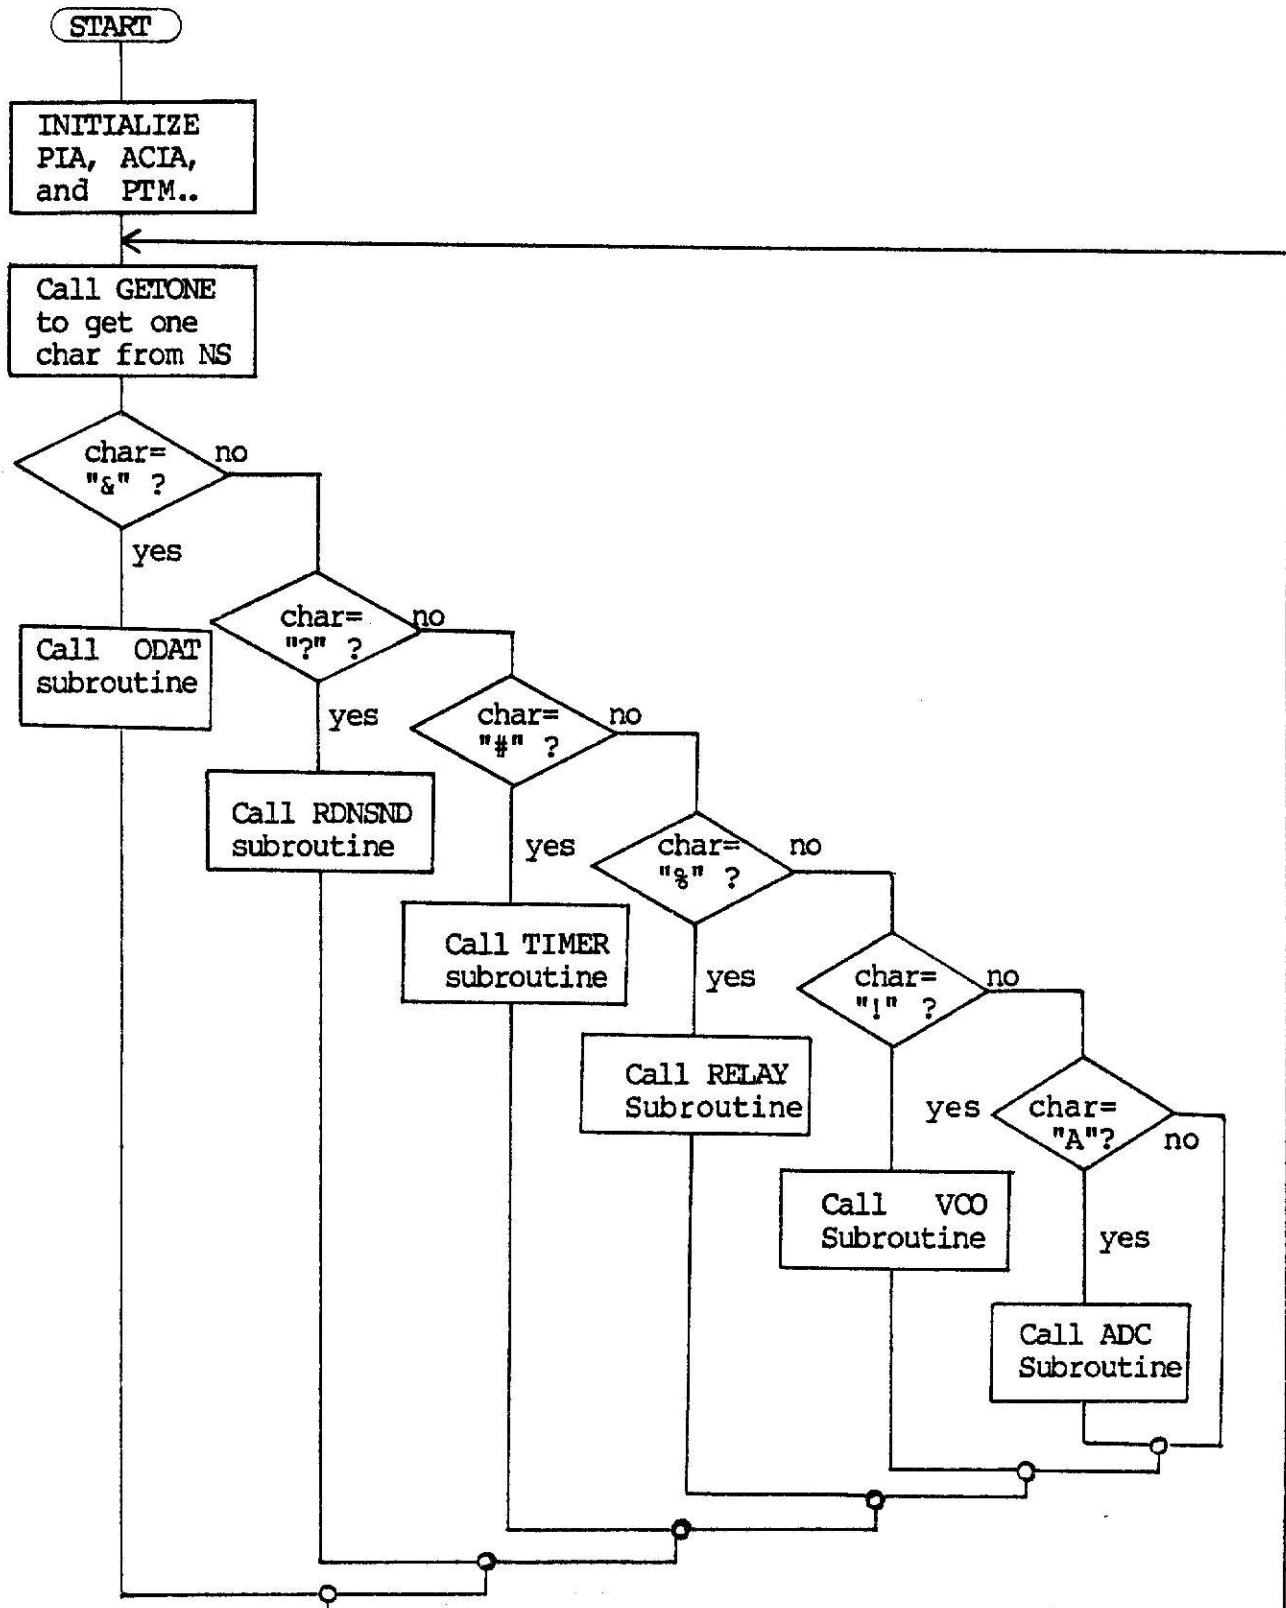 START
INITIALIZE
PIA, ACIA,
and PTM..
Call GETONE
to get one
char from NS
char=
"&" ?
no
yes
Call ODAT
subroutine
char=
"?" ?
no
yes
Call RDNSND
subroutine
char=
"#" ?
no
yes
Call TIMER
subroutine
char=
"%" ?
no
yes
Call RELAY
Subroutine
char=
"!" ?
no
yes
Call VCO
Subroutine
char=
"A"?
no
yes
Call ADC
Subroutine